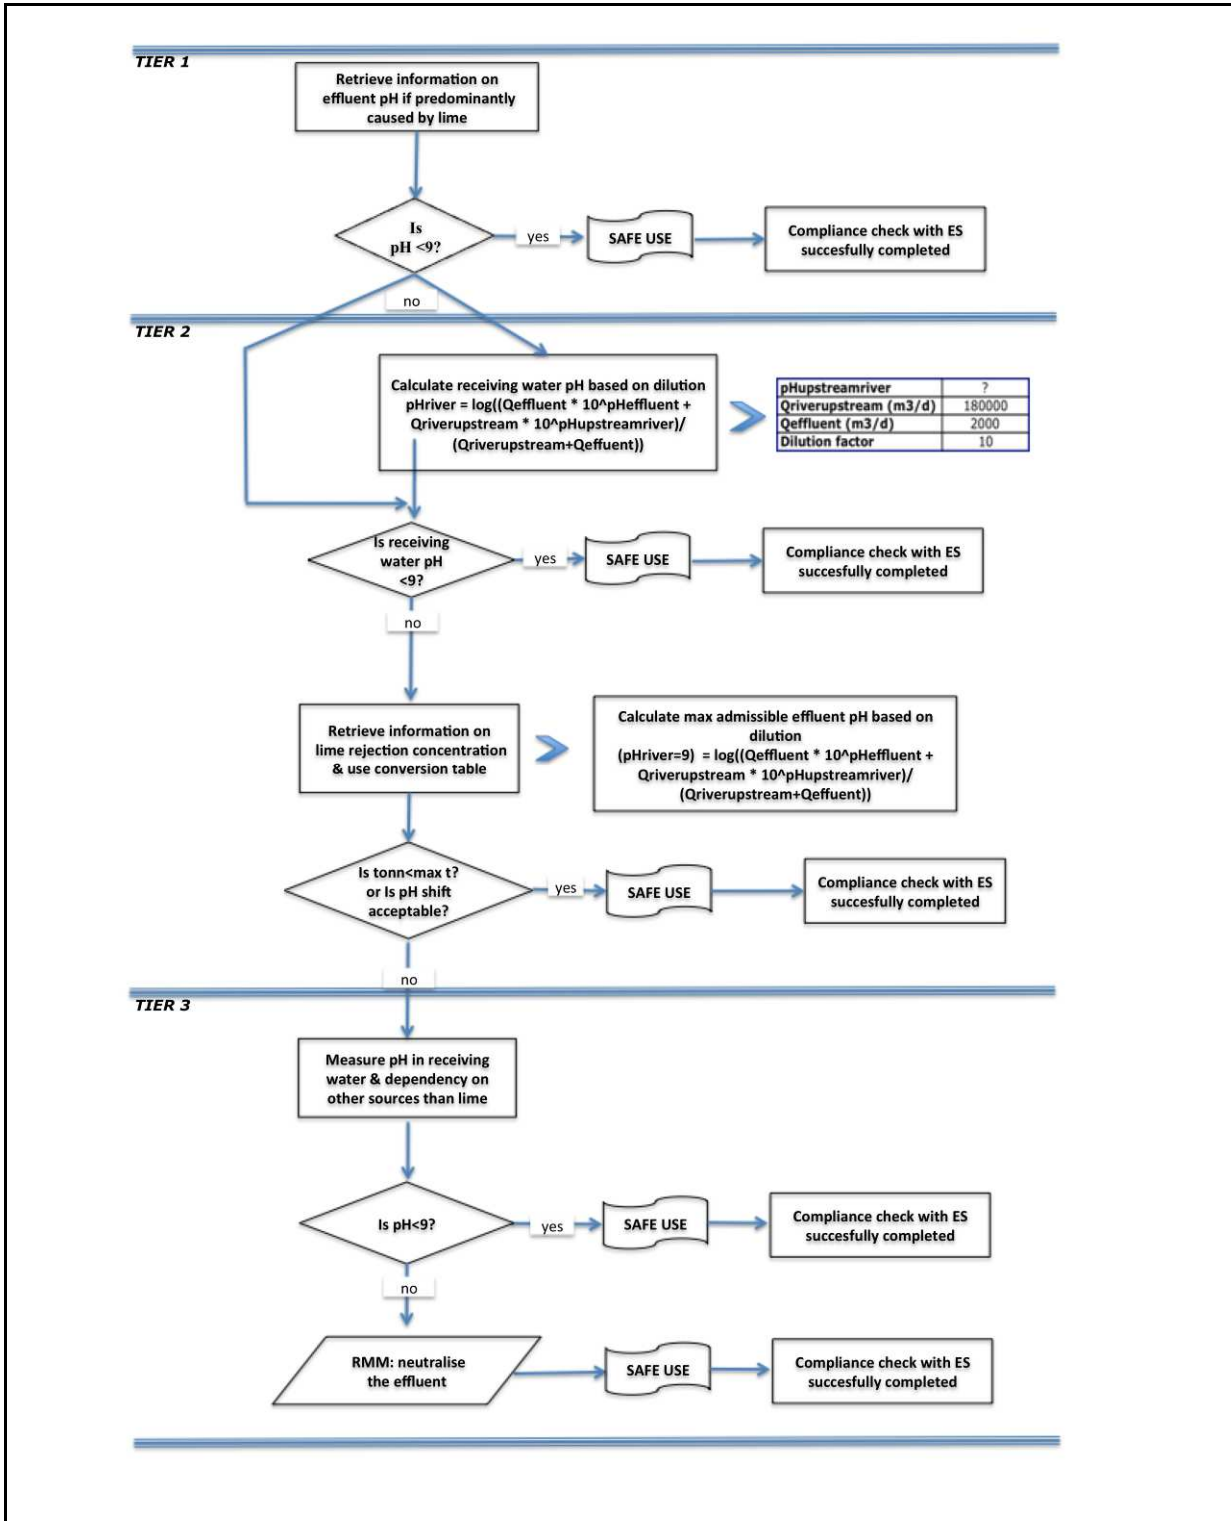 TIER 1
Retrieve information on
effluent pH if predominantly
caused by lime
Is
pH <9?
yes
SAFE USE
Compliance check with ES
succesfully completed
no
TIER 2
Calculate receiving water pH based on dilution
pHriver = log((Qeffluent * 10^pHeffluent +
Qriverupstream * 10^pHupstreamriver)/
(Qriverupstream+Qeffuent))
pHupstreamriver ?
Qriverupstream (m3/d) 180000
Qeffluent (m3/d) 2000
Dilution factor 10
Is receiving
water pH
<9?
yes
SAFE USE
Compliance check with ES
succesfully completed
no
Retrieve information on
lime rejection concentration
& use conversion table
Calculate max admissible effluent pH based on
dilution
(pHriver=9) = log((Qeffluent * 10^pHeffluent +
Qriverupstream * 10^pHupstreamriver)/
(Qriverupstream+Qeffuent))
Is tonn<max t?
or Is pH shift
acceptable?
yes
SAFE USE
Compliance check with ES
succesfully completed
no
TIER 3
Measure pH in receiving
water & dependency on
other sources than lime
Is pH<9?
yes
SAFE USE
Compliance check with ES
succesfully completed
no
RMM: neutralise
the effluent
SAFE USE
Compliance check with ES
succesfully completed